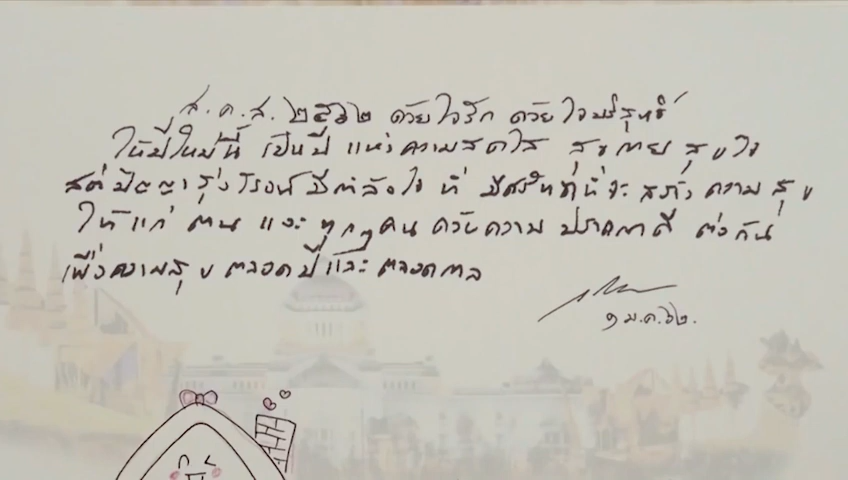 ส.ค.ส. ๒๕๖๒ ด้วยใจรัก ด้วยใจบริสุทธิ์
ให้ปีใหม่นี้ เป็นปี แห่งความสดใส สุขกาย สุขใจ
สติปัญญารุ่งโรจน์ มีกำลังใจ ที่ มีศรัทธาที่จะ สร้าง ความ สุข
ให้แก่ ตน และ ทุกๆคน ด้วยความ ปรารถนาดี ต่อกัน
เพื่อความสุข ตลอดปีและ ตลอดกาล
๑ ม.ค. ๖๒.